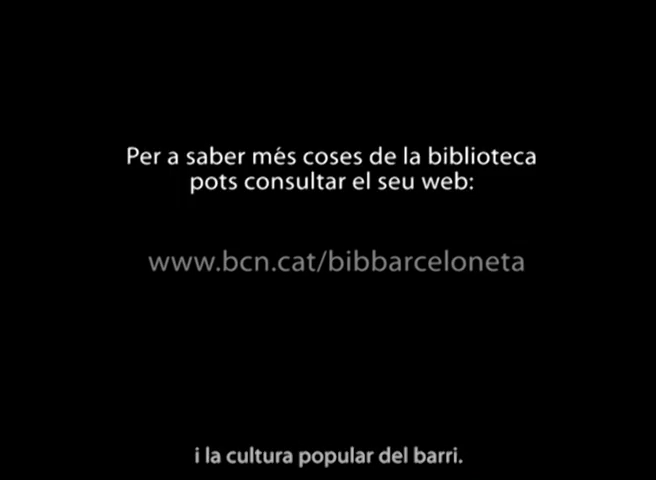 Per a saber més coses de la biblioteca
pots consultar el seu web:
www.bcn.cat/bibbarceloneta
i la cultura popular del barri.